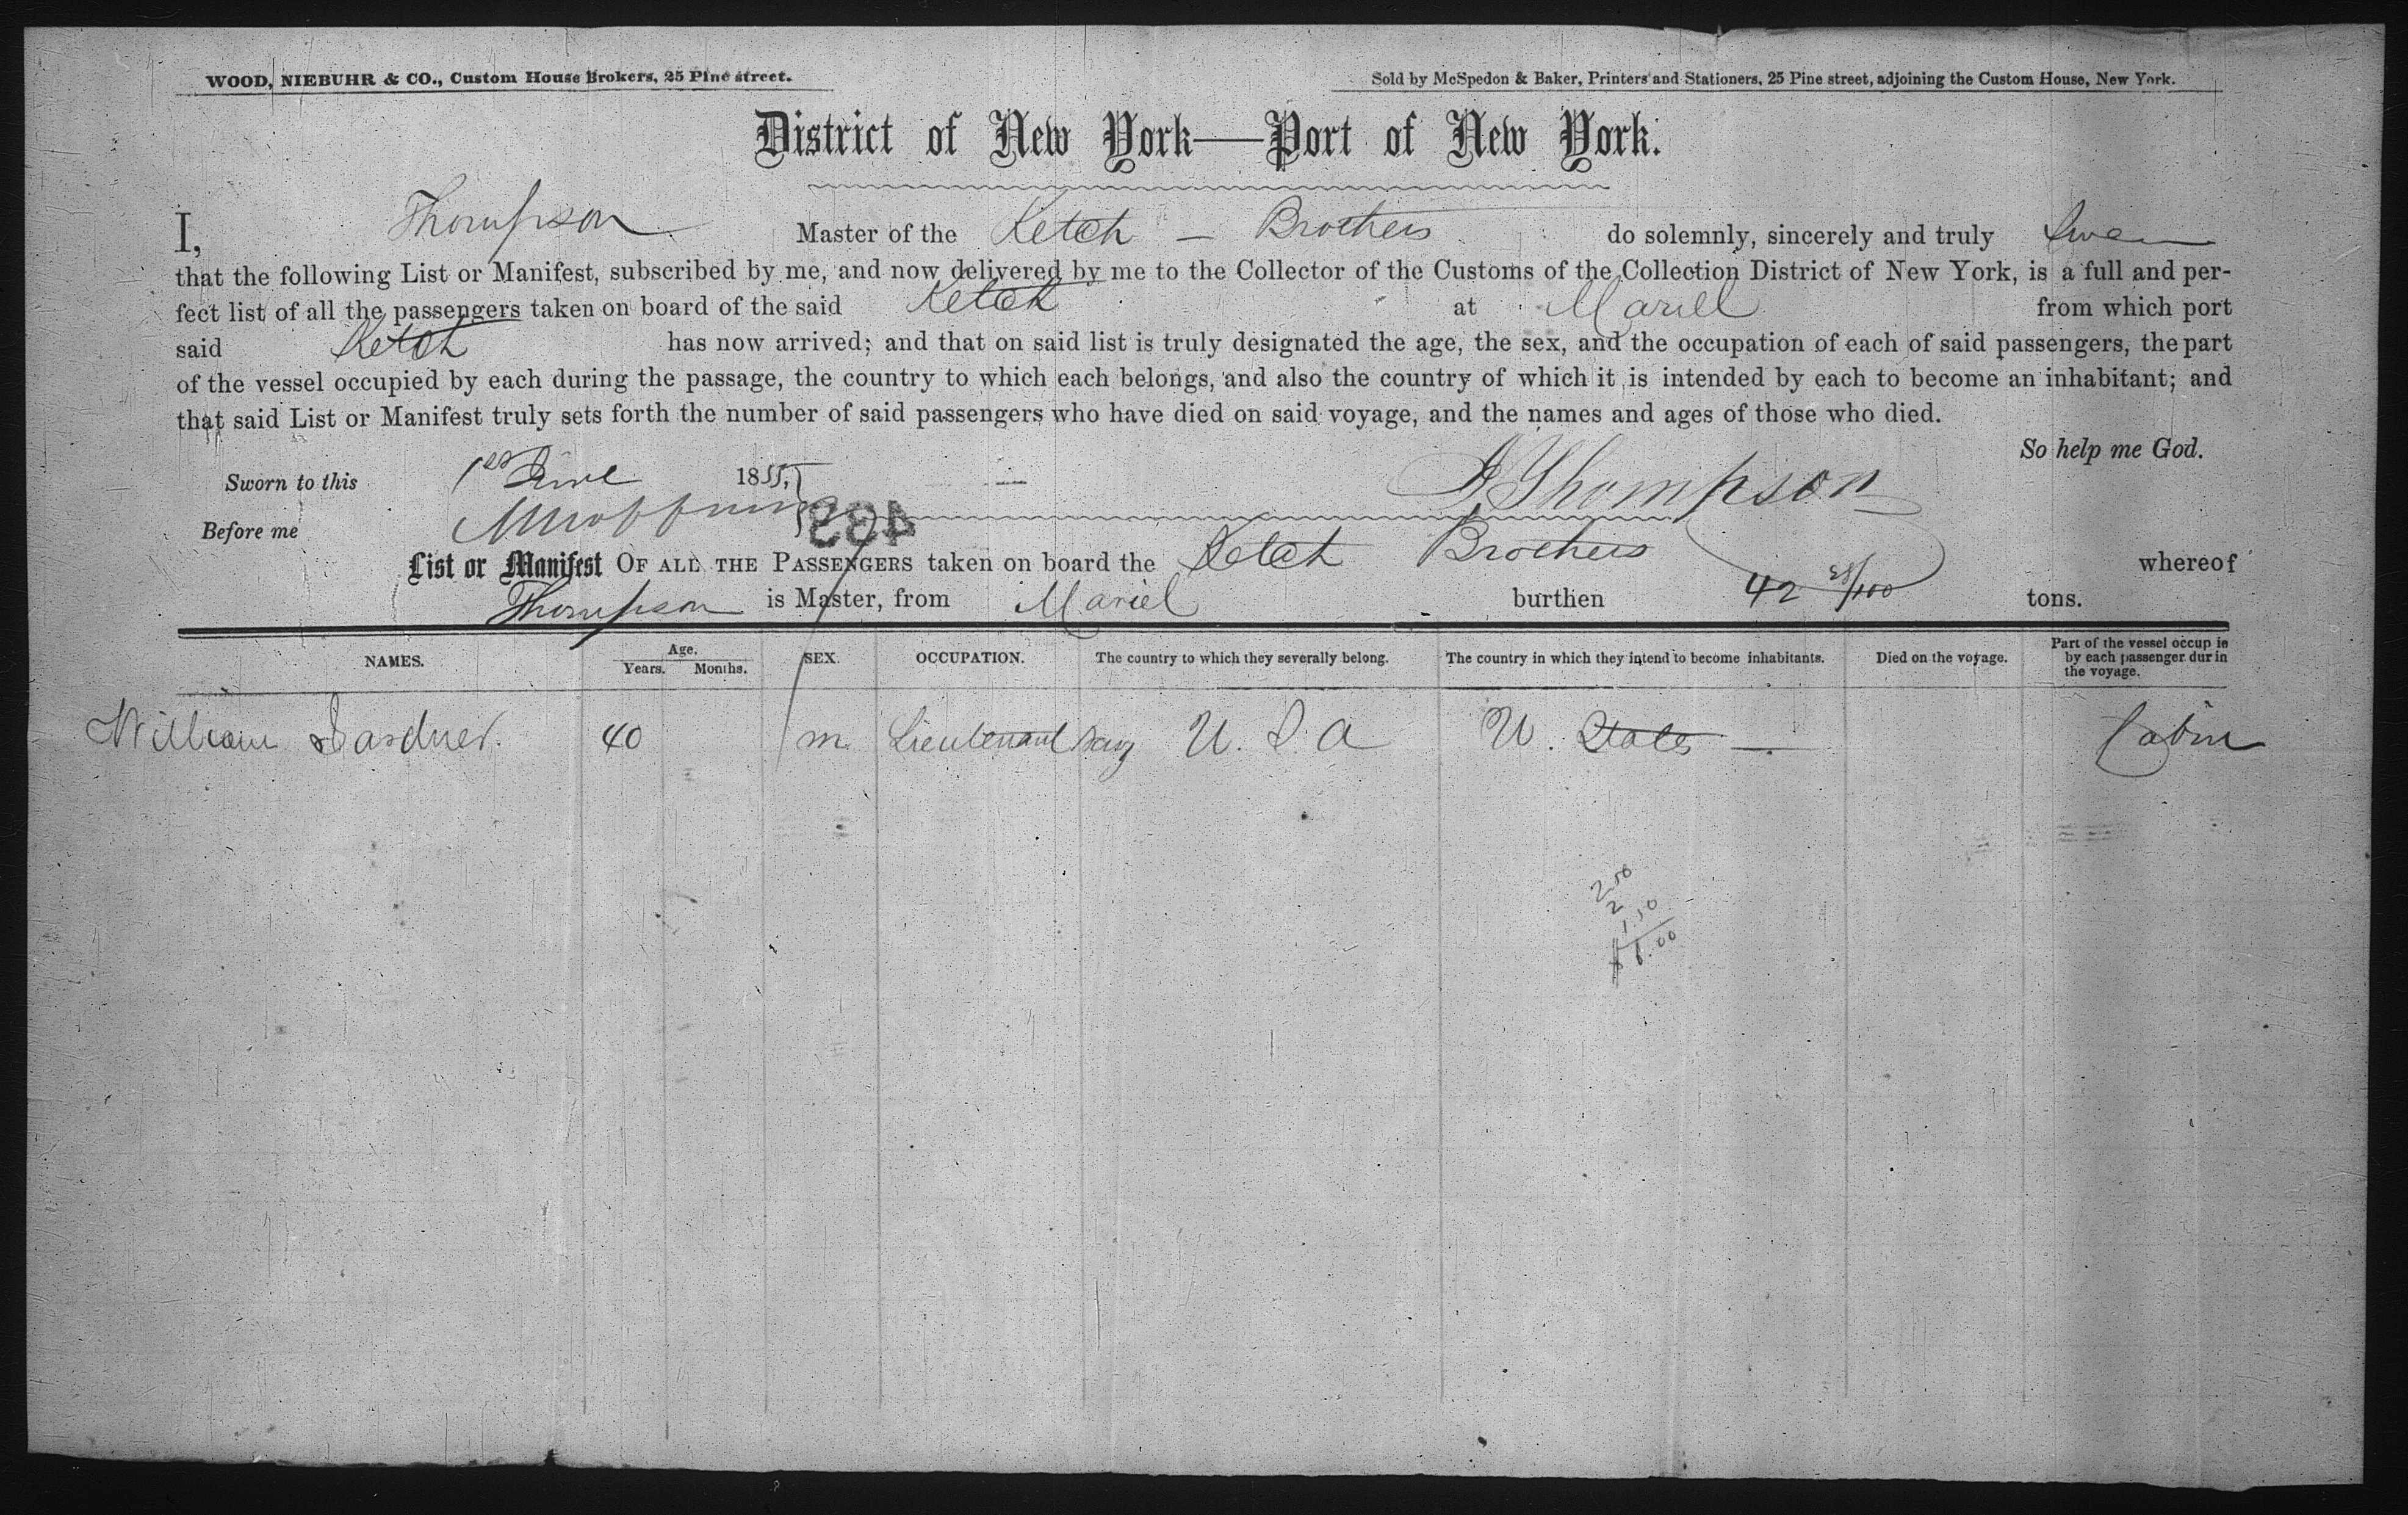 WOOD, NIEBUHR & CO., Custom House Brokers, 25 Pine street. Sold by McSpedon & Baker, Printers and Stationers, 25 Pine street, adjoining the Custom House, New York.
District of New York—Port of New York.
I, Thompson Master of the Ketch — Brothers do solemnly, sincerely and truly Swear
that the following List or Manifest, subscribed by me, and now delivered by me to the Collector of the Customs of the Collection District of New York, is a full and per-
fect list of all the passengers taken on board of the said Ketch at Mariel from which port
said Ketch has now arrived; and that on said list is truly designated the age, the sex, and the occupation of each of said passengers, the part
of the vessel occupied by each during the passage, the country to which each belongs, and also the country of which it is intended by each to become an inhabitant; and
that said List or Manifest truly sets forth the number of said passengers who have died on said voyage, and the names and ages of those who died.
So help me God.
Sworn to this 1st June 1855, Thompson
Before me
483
List or Manifest OF ALL THE PASSENGERS taken on board the Ketch Brothers whereof
Thompson is Master, from Mariel burthen 42 28/100 tons.
NAMES. Age. Years. Months. SEX. OCCUPATION. The country to which they severally belong. The country in which they intend to become inhabitants. Died on the voyage. Part of the vessel occup ie by each passenger dur in the voyage.
William Gardner. 40 m. Lieutenant Navy U. S. A U. States — Cabin
2.50
2
1.50
$6.00